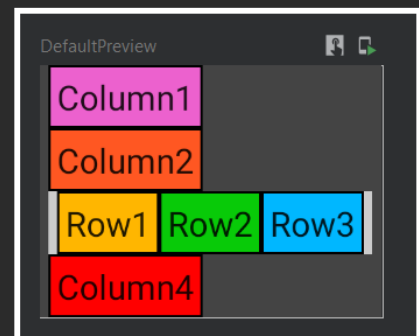 DefaultPreview
Column1
Column2
Row1 Row2 Row3
Column4